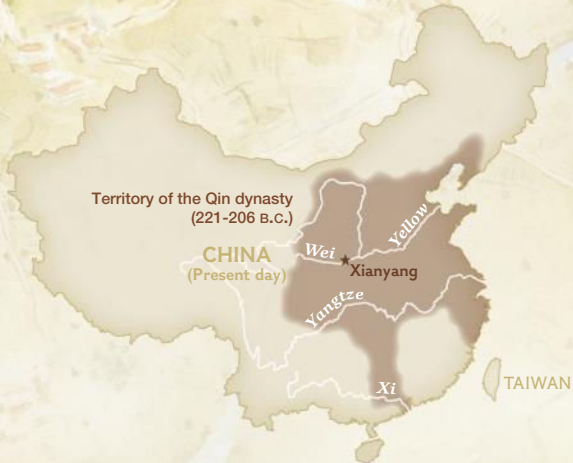 Territory of the Qin dynasty
(221-206 B.C.)
CHINA
(Present day)
Wei
Yellow
Xianyang
Yangtze
Xi
TAIWAN